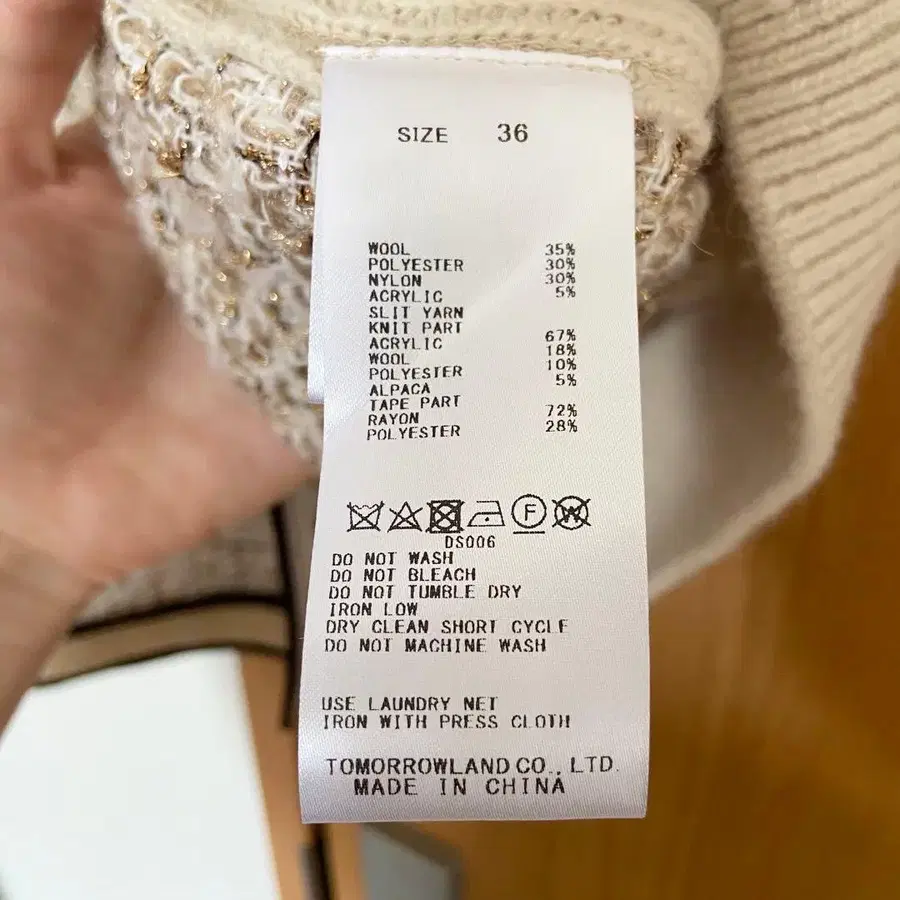 SIZE 36
WOOL 35%
POLYESTER 30%
NYLON 30%
ACRYLIC 5%
SLIT YARN
KNIT PART
ACRYLIC 67%
WOOL 18%
POLYESTER 10%
ALPACA 5%
TAPE PART
RAYON 72%
POLYESTER 28%
F W
DS006
DO NOT WASH
DO NOT BLEACH
DO NOT TUMBLE DRY
IRON LOW
DRY CLEAN SHORT CYCLE
DO NOT MACHINE WASH
USE LAUNDRY NET
IRON WITH PRESS CLOTH
TOMORROWLAND CO., LTD.
MADE IN CHINA